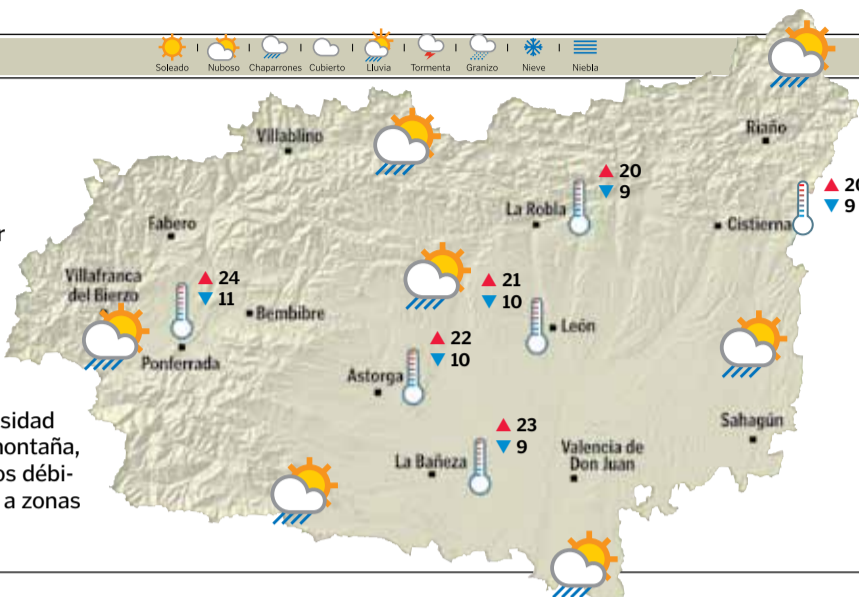 Soleado Nuboso Chaparrones Cubierto Lluvia Tormenta Granizo Nieve Niebla
Villablino
Riaño
20
9
La Robla
Cistierna
20
9
Fabero
r
Villafranca
del Bierzo
24
11
Bembibre
21
10
León
Ponferrada
22
10
Astorga
sidad
montaña,
os débi-
a zonas
23
9
La Bañeza
Valencia de
Don Juan
Sahagún